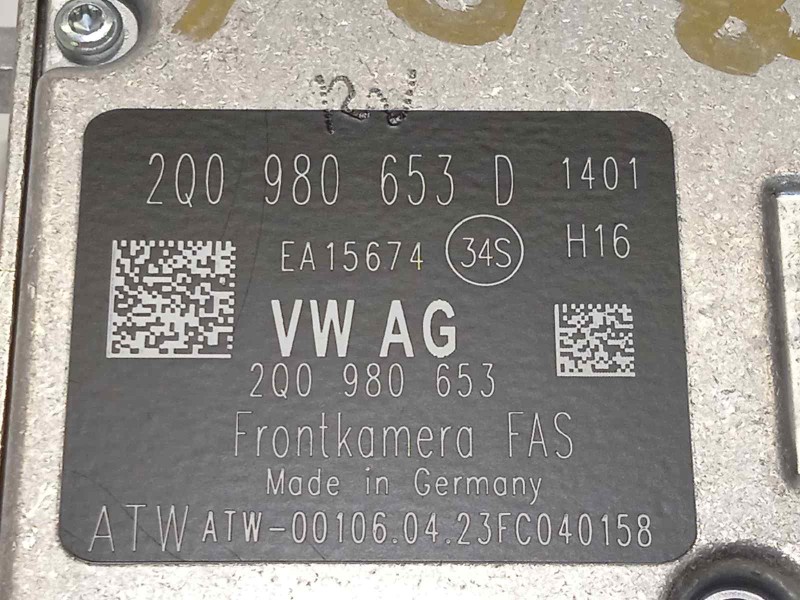 2Q0 980 653 D 1401
EA15674 34S H16
VW AG
2Q0 980 653
Frontkamera FAS
Made in Germany
ATW ATW-00106.04.23FC040158